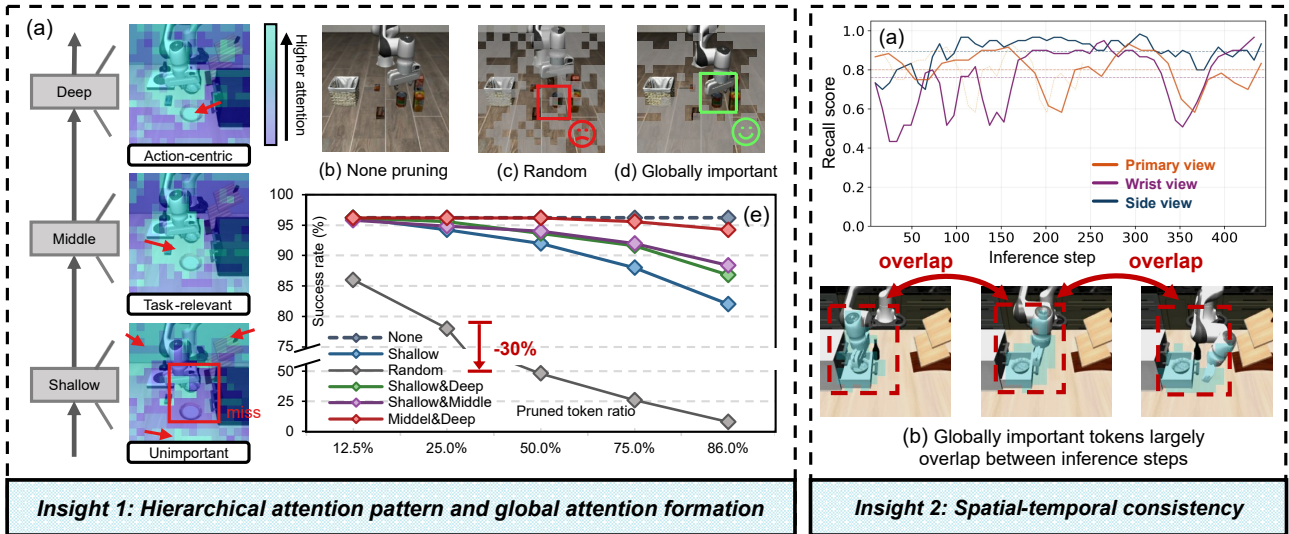 (a)
Deep
Action-centric
Middle
Task-relevant
Shallow
miss
Unimportant
Higher attention
(b) None pruning
(c) Random
(d) Globally important
(e)
Success rate (%)
100
96
95
90
85
80
75
50
25
0
None
Shallow
Random
Shallow&Deep
Shallow&Middle
Middel&Deep
-30%
Pruned token ratio
12.5%
25.0%
50.0%
75.0%
86.0%
Insight 1: Hierarchical attention pattern and global attention formation
(a)
Recall score
1.0
0.8
0.6
0.4
0.2
0.0
Primary view
Wrist view
Side view
50
100
150
200
250
300
350
400
Inference step
overlap
overlap
(b) Globally important tokens largely
overlap between inference steps
Insight 2: Spatial-temporal consistency